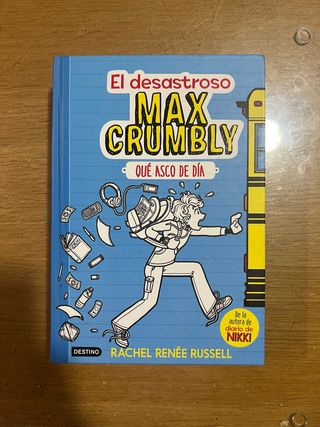 El desastroso
MAX
CRUMBLY
QUÉ ASCO DE DÍA
De la
autora de
diario de
NIKKI
DESTINO
RACHEL RENÉE RUSSELL